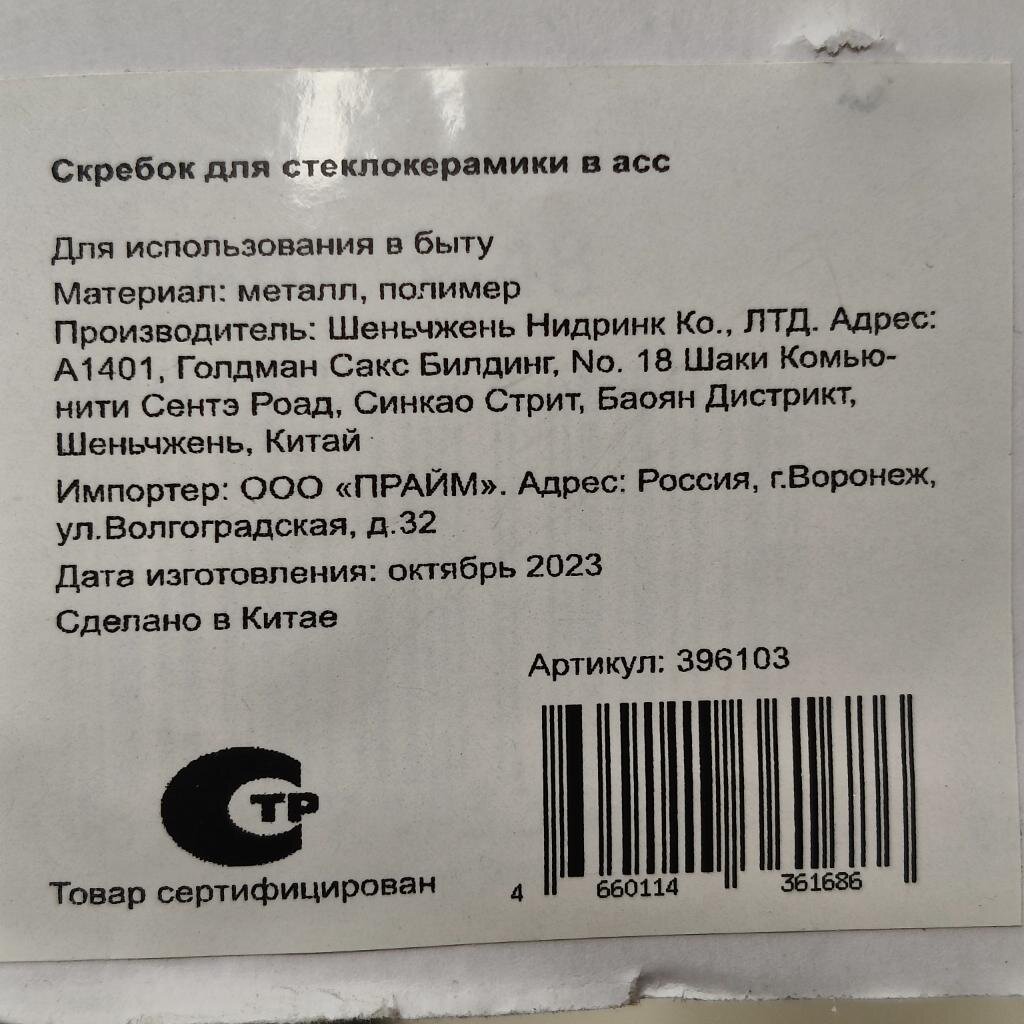 Скребок для стеклокерамики в асс
Для использования в быту
Материал: металл, полимер
Производитель: Шеньчжень Нидринк Ко., ЛТД. Адрес:
А1401, Голдман Сакс Билдинг, No. 18 Шаки Комью-
нити Сентэ Роад, Синкао Стрит, Баоян Дистрикт,
Шеньчжень, Китай
Импортер: ООО «ПРАЙМ». Адрес: Россия, г.Воронеж,
ул.Волгоградская, д.32
Дата изготовления: октябрь 2023
Сделано в Китае
Артикул: 396103
СТР
Товар сертифицирован
4 660114 361686